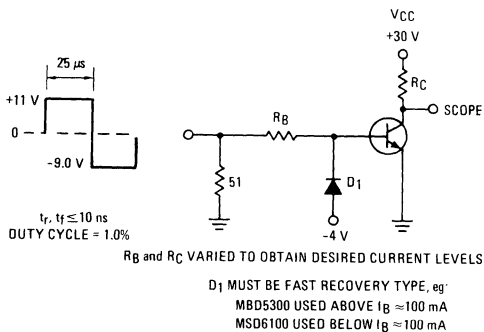 VCC
+30 V
25 µs
RC
+11 V
SCOPE
RB
0
-9.0 V
51
D1
-4 V
tr, tf ≤ 10 ns
DUTY CYCLE = 1.0%
RB and RC VARIED TO OBTAIN DESIRED CURRENT LEVELS
D1 MUST BE FAST RECOVERY TYPE, eg:
MBD5300 USED ABOVE IB ≈ 100 mA
MSD6100 USED BELOW IB ≈ 100 mA